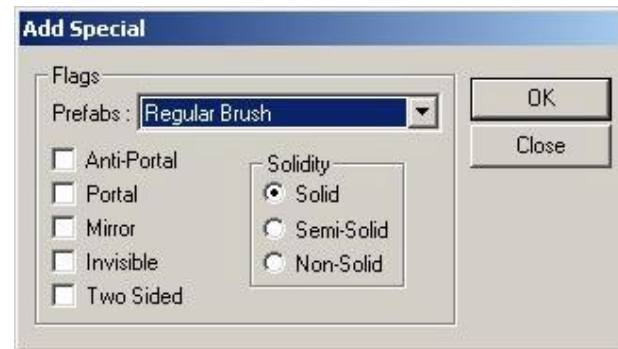 Add Special
Flags
Prefabs : Regular Brush
OK
Close
Anti-Portal
Portal
Mirror
Invisible
Two Sided
Solidity
Solid
Semi-Solid
Non-Solid